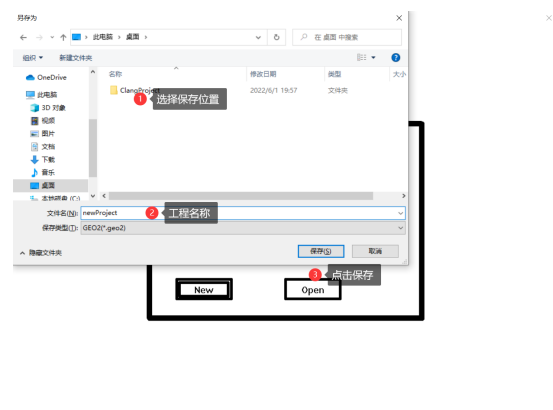 另存为
此电脑 › 桌面 ›
在 桌面 中搜索
组织 新建文件夹
名称 修改日期 类型 大小
OneDrive
ClangProject 2022/6/1 19:57 文件夹
1 选择保存位置
此电脑
3D 对象
视频
图片
文档
下载
音乐
桌面
本地磁盘 (C:)
文件名(N): newProject
2 工程名称
保存类型(T): GEO2(*.geo2)
隐藏文件夹
保存(S) 取消
3 点击保存
New Open